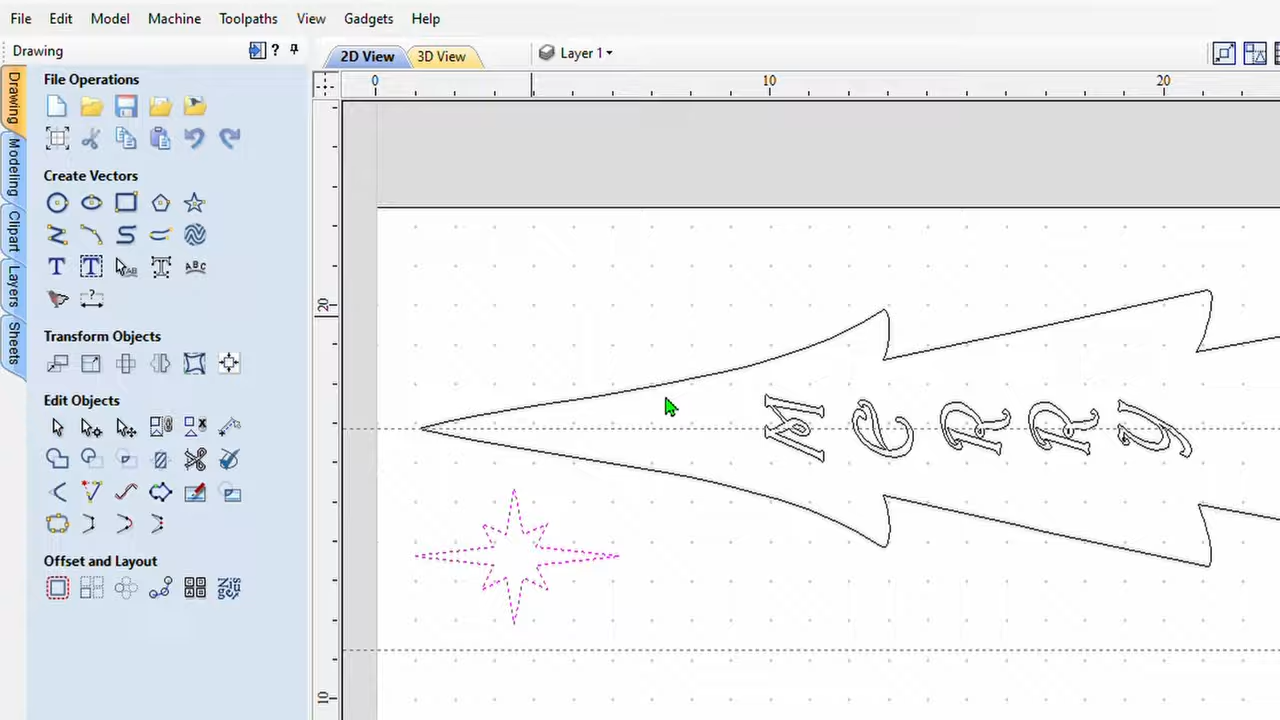 File Edit Model Machine Toolpaths View Gadgets Help
Drawing ?
2D View 3D View Layer 1
0 10 20
File Operations
Create Vectors
Transform Objects
Edit Objects
Offset and Layout
Drawing
Modeling
Clipart
Layers
Sheets
20
10
M e R R y